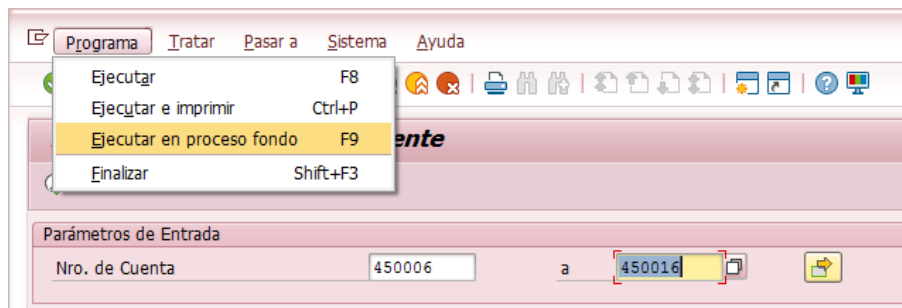 Programa Tratar Pasar a Sistema Ayuda
Ejecutar F8
Ejecutar e imprimir Ctrl+P
Ejecutar en proceso fondo F9
ente
Finalizar Shift+F3
Parámetros de Entrada
Nro. de Cuenta 450006 a 450016